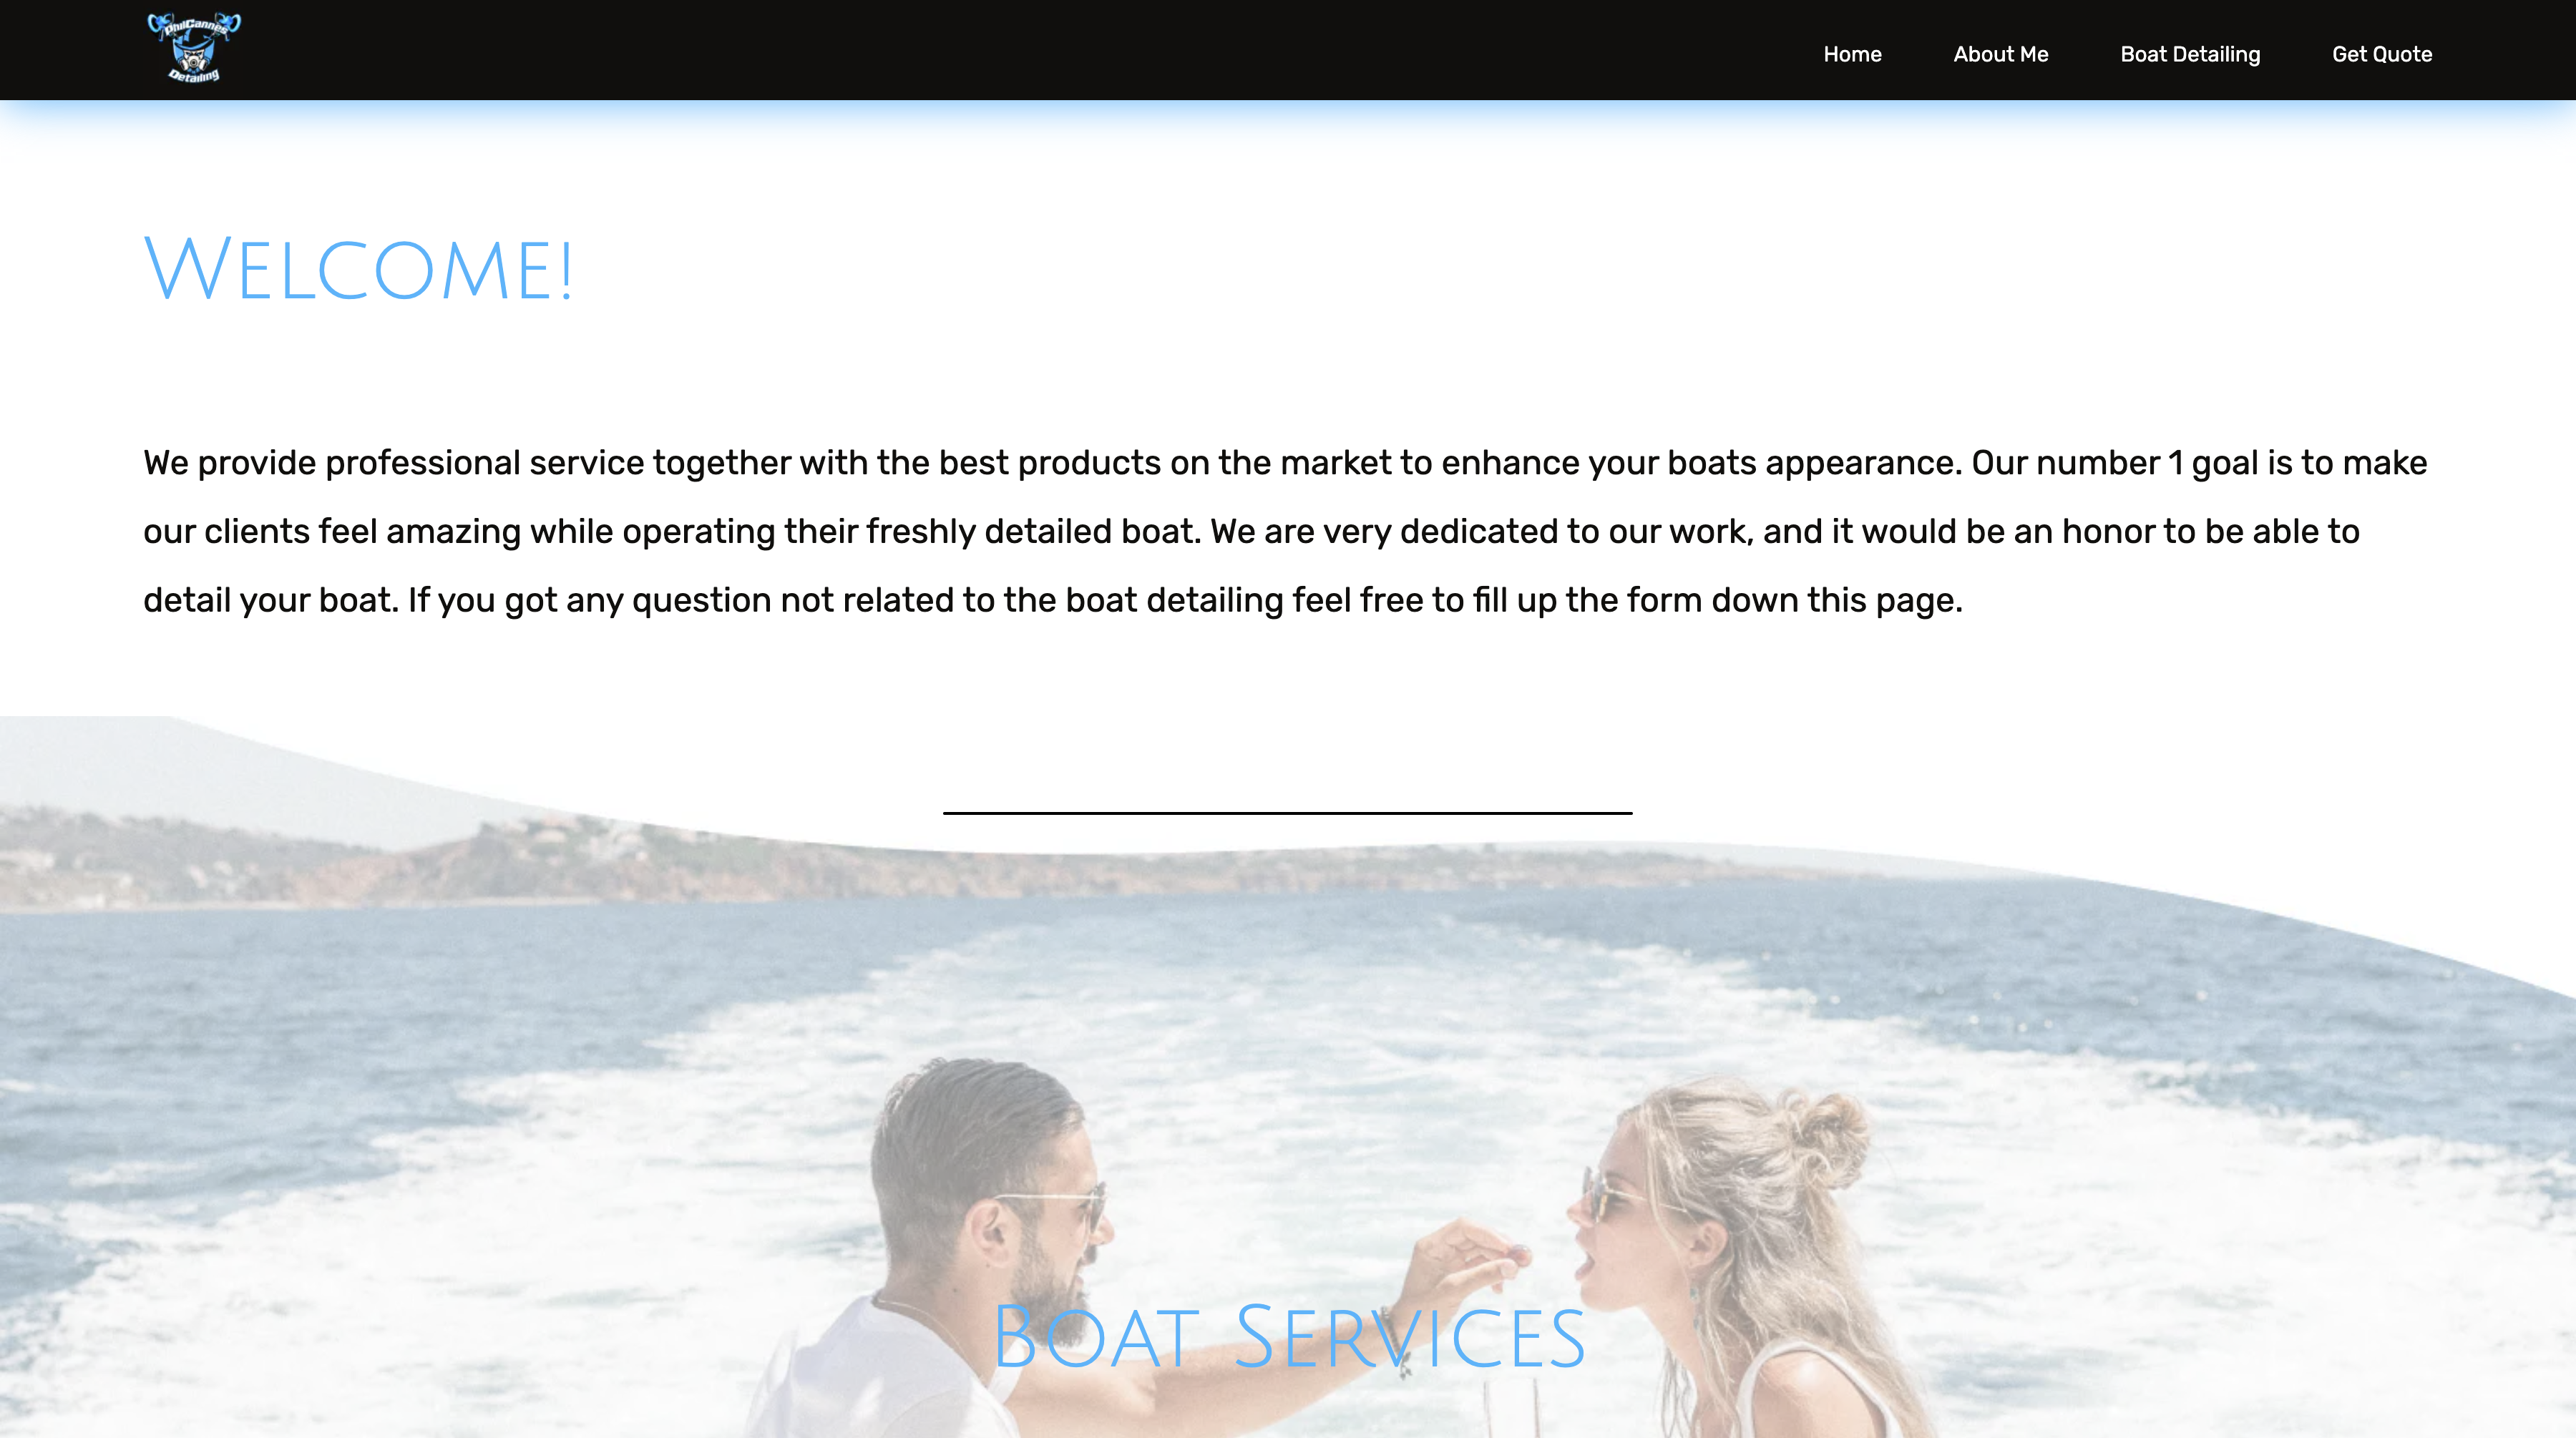 PhilCannes
Detailing
Home
About Me
Boat Detailing
Get Quote
Welcome!
We provide professional service together with the best products on the market to enhance your boats appearance. Our number 1 goal is to make
our clients feel amazing while operating their freshly detailed boat. We are very dedicated to our work, and it would be an honor to be able to
detail your boat. If you got any question not related to the boat detailing feel free to fill up the form down this page.
Boat Services